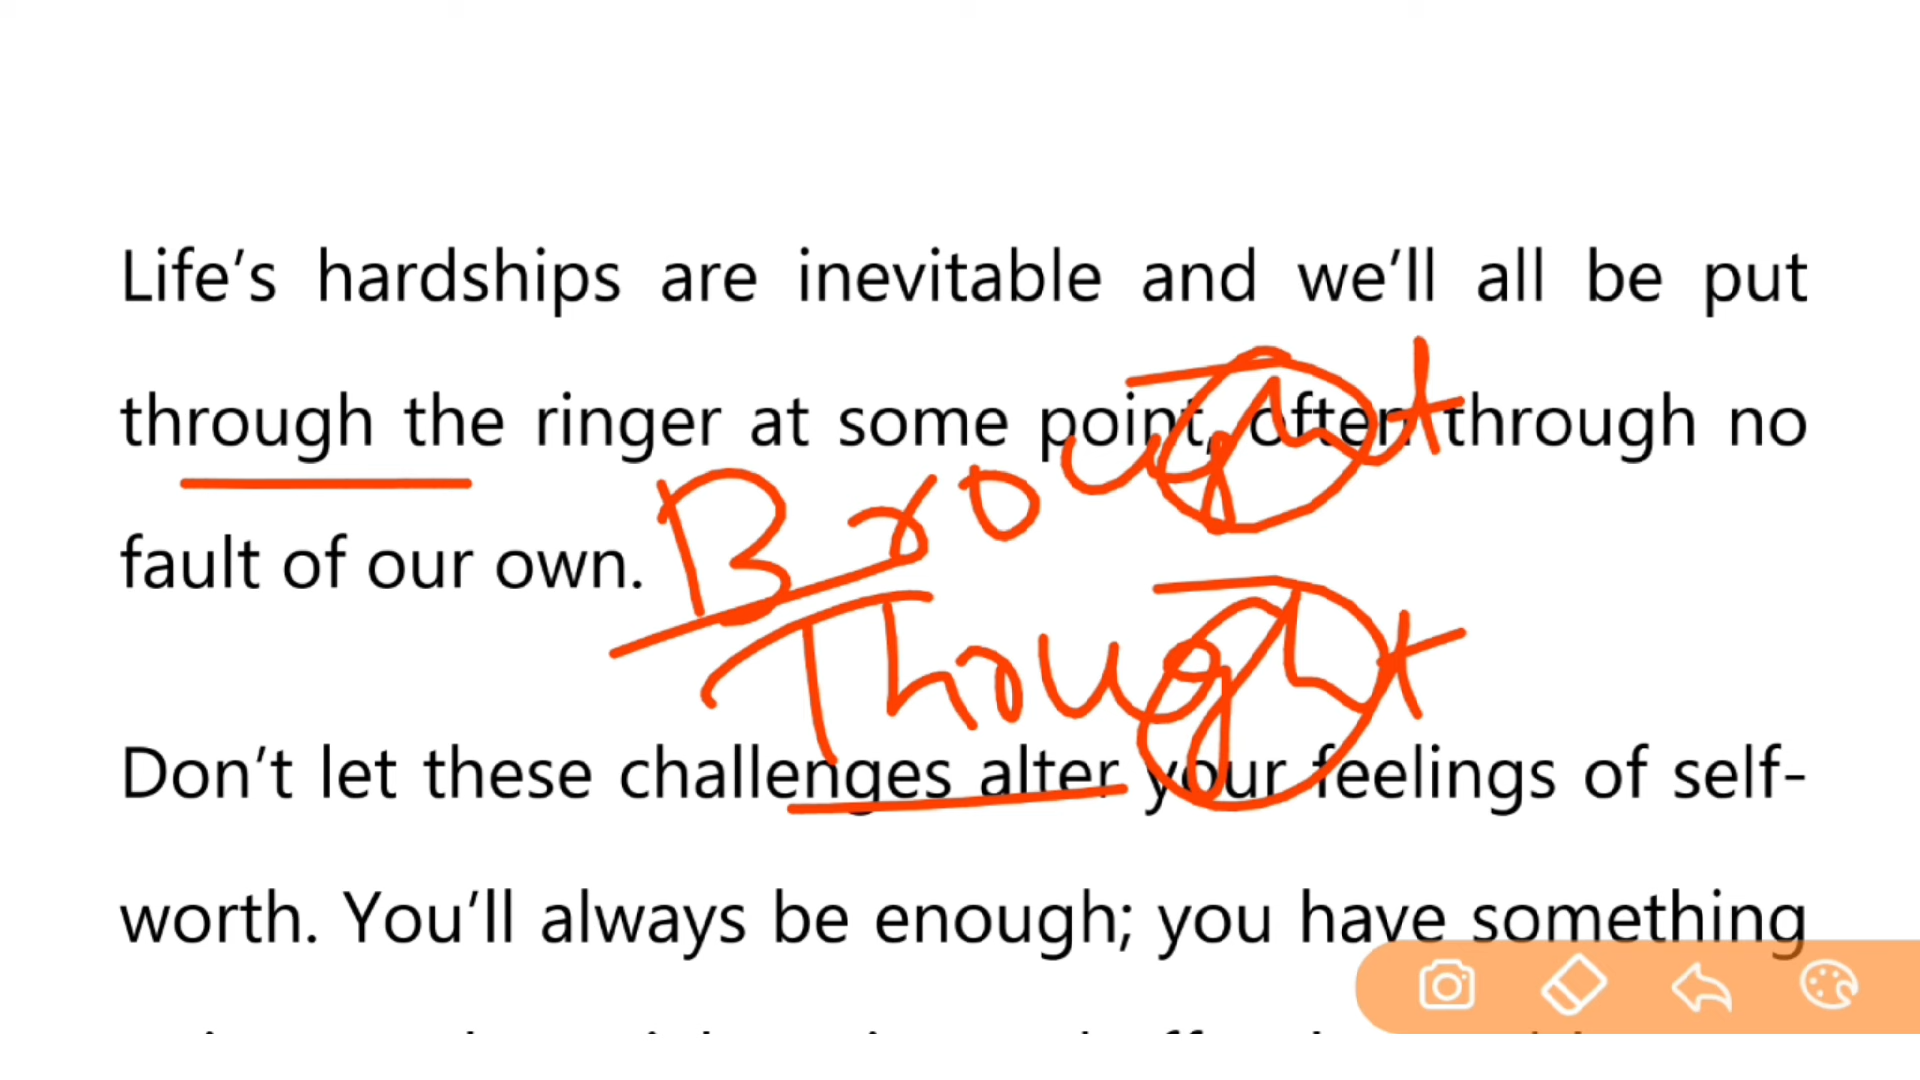 Life’s hardships are inevitable and we’ll all be put
through the ringer at some point, often through no
Brought
fault of our own.
Thought
Don’t let these challenges alter your feelings of self-
worth. You’ll always be enough; you have something